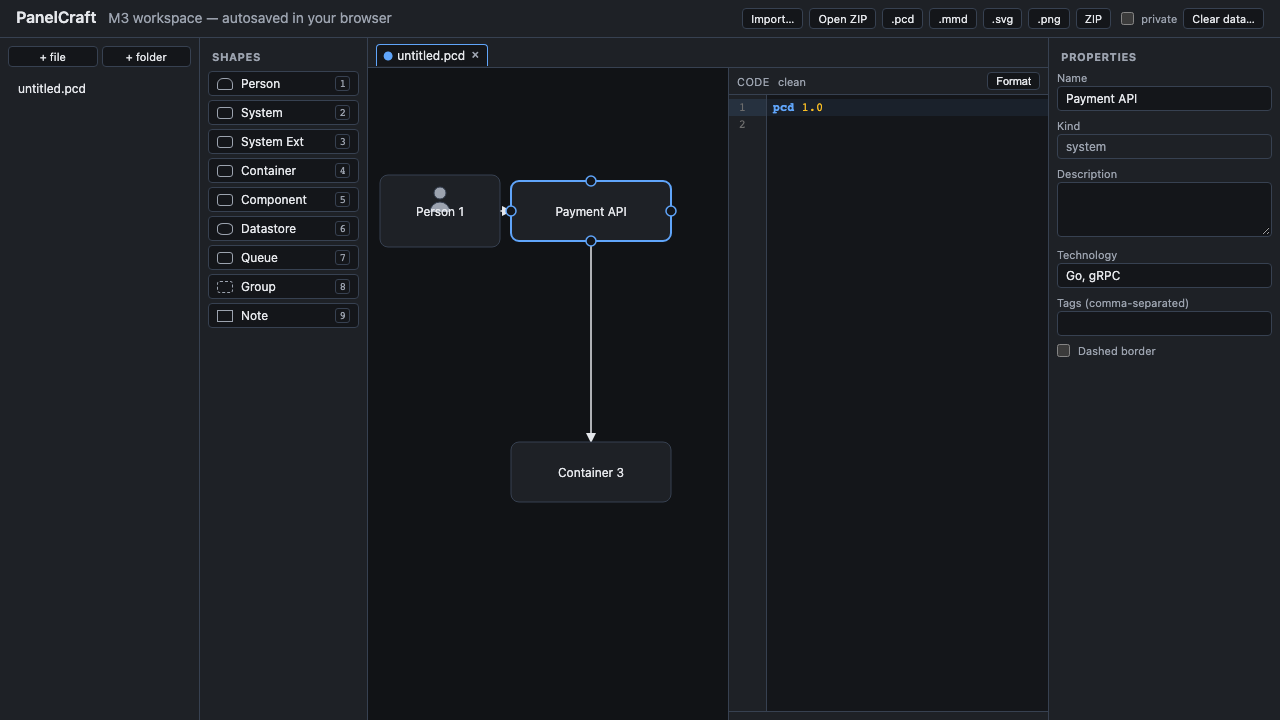 PanelCraft
M3 workspace — autosaved in your browser
Import...
Open ZIP
.pcd
.mmd
.svg
.png
ZIP
private
Clear data...
+ file
+ folder
untitled.pcd
SHAPES
Person 1
System 2
System Ext 3
Container 4
Component 5
Datastore 6
Queue 7
Group 8
Note 9
untitled.pcd ×
Person 1
Payment API
Container 3
CODE clean
Format
1 pcd 1.0
2
PROPERTIES
Name
Payment API
Kind
system
Description
Technology
Go, gRPC
Tags (comma-separated)
Dashed border